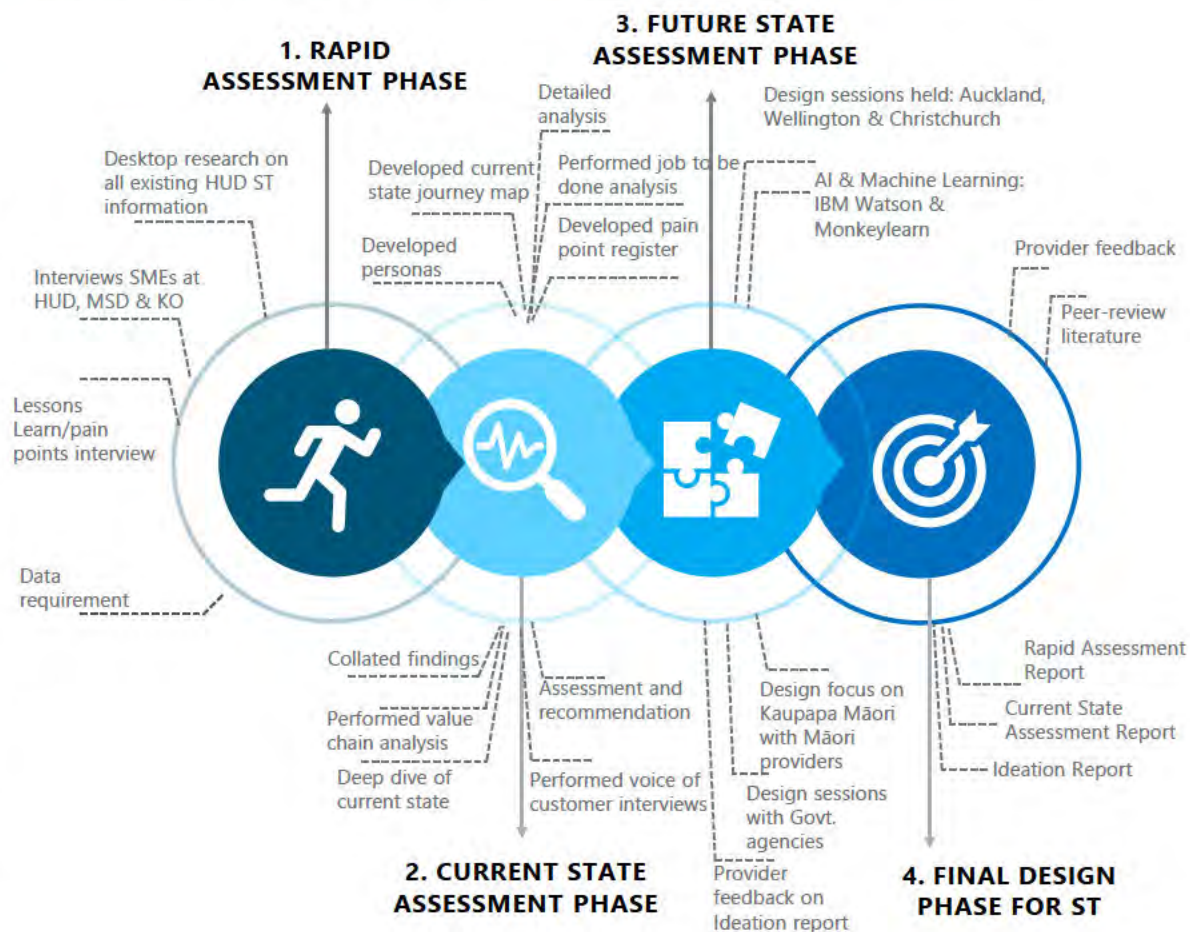 1. RAPID
ASSESSMENT PHASE
Desktop research on
all existing HUD ST
information
Interviews SMEs at
HUD, MSD & KO
Lessons
Learn/pain
points interview
Data
requirement
Developed current
state journey map
Developed
personas
Detailed
analysis
Performed job to be
done analysis
Developed pain
point register
Collated findings
Performed value
chain analysis
Deep dive of
current state
Assessment and
recommendation
Performed voice of
customer interviews
2. CURRENT STATE
ASSESSMENT PHASE
3. FUTURE STATE
ASSESSMENT PHASE
Design sessions held: Auckland,
Wellington & Christchurch
AI & Machine Learning:
IBM Watson &
Monkeylearn
Design focus on
Kaupapa Māori
with Māori
providers
Design sessions
with Govt.
agencies
Provider
feedback on
Ideation report
Provider feedback
Peer-review
literature
Rapid Assessment
Report
Current State
Assessment Report
Ideation Report
4. FINAL DESIGN
PHASE FOR ST